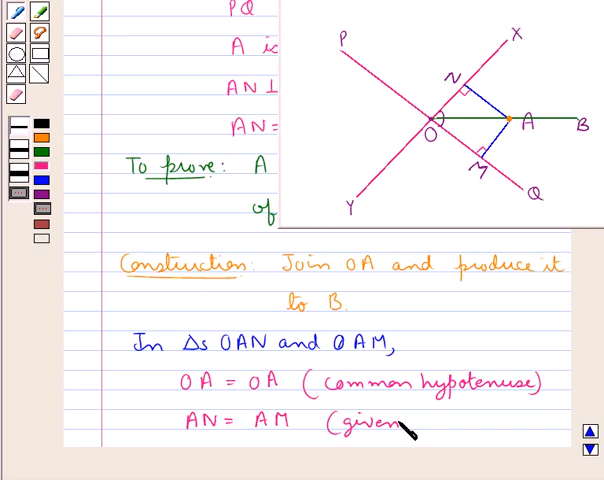 PQ
A is
AN ⊥
AN =
To prove: A
of
P
X
N
O
A
B
M
Y
Q
Construction: Join OA and produce it
to B.
In Δs OAN and OAM,
OA = OA (common hypotenuse)
AN = AM (given